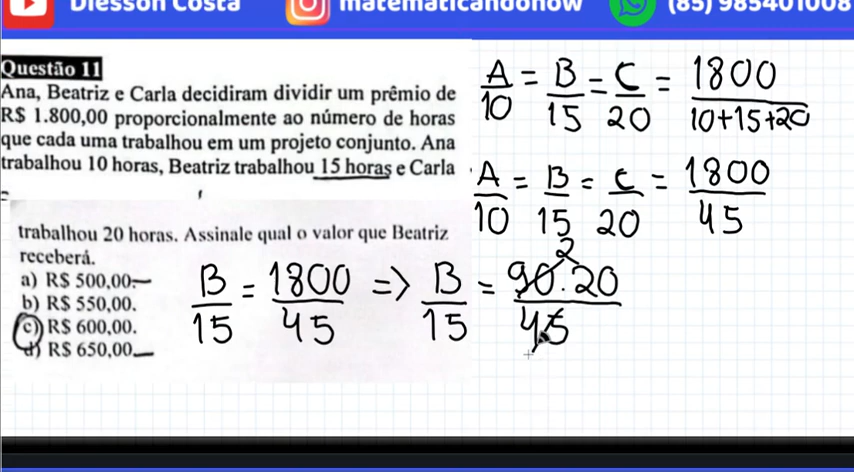 Diesson Costa matematicandonow (85) 985401008
Questão 11
Ana, Beatriz e Carla decidiram dividir um prêmio de
R$ 1.800,00 proporcionalmente ao número de horas
que cada uma trabalhou em um projeto conjunto. Ana
trabalhou 10 horas, Beatriz trabalhou 15 horas e Carla
trabalhou 20 horas. Assinale qual o valor que Beatriz
receberá.
a) R$ 500,00.
b) R$ 550,00.
c) R$ 600,00.
d) R$ 650,00
A/10 = B/15 = C/20 = 1800/10+15+20
A/10 = B/15 = C/20 = 1800/45
B/15 = 1800/45 => B/15 = 90.20/45
2